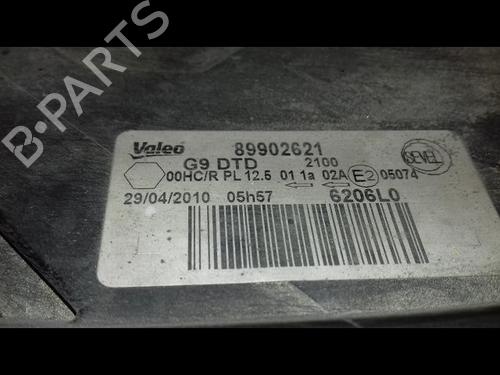 Valeo 89902621
G9 DTD 2100 SEVEL
00HC/R PL 12.5 01 1a 02A E2 05074
29/04/2010 05h57 6206L0
B-PARTS